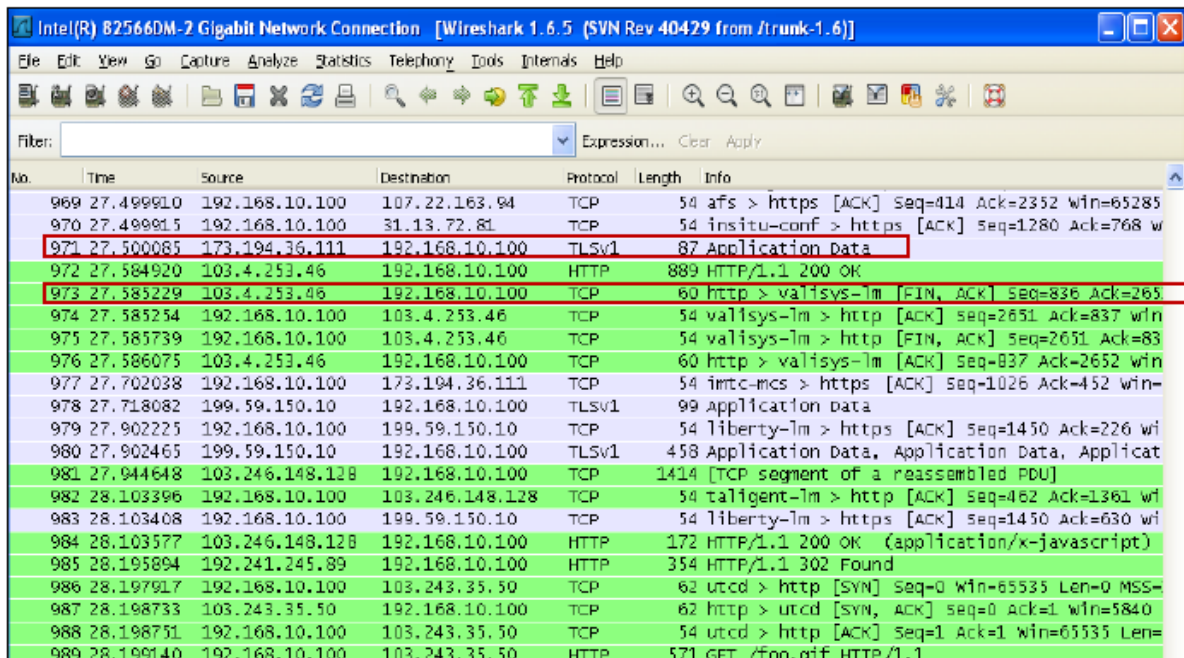 Intel(R) 82566DM-2 Gigabit Network Connection [Wireshark 1.6.5 (SVN Rev 40429 from /trunk-1.6)]
File Edit View Go Capture Analyze Statistics Telephony Tools Internals Help
Filter: Expression... Clear Apply
No. Time Source Destination Protocol Length Info
969 27.499910 192.168.10.100 107.22.163.94 TCP 54 afs > https [ACK] Seq=414 Ack=2352 Win=65285
970 27.499915 192.168.10.100 31.13.72.81 TCP 54 insitu-conf > https [ACK] Seq=1280 Ack=768 W
971 27.500085 173.194.36.111 192.168.10.100 TLSv1 87 Application Data
972 27.584920 103.4.253.46 192.168.10.100 HTTP 889 HTTP/1.1 200 OK
973 27.585229 103.4.253.46 192.168.10.100 TCP 60 http > valisys-lm [FIN, ACK] Seq=836 Ack=265
974 27.585254 192.168.10.100 103.4.253.46 TCP 54 valisys-lm > http [ACK] Seq=2651 Ack=837 Win
975 27.585739 192.168.10.100 103.4.253.46 TCP 54 valisys-lm > http [FIN, ACK] Seq=2651 Ack=83
976 27.586075 103.4.253.46 192.168.10.100 TCP 60 http > valisys-lm [ACK] Seq=837 Ack=2652 Win
977 27.702038 192.168.10.100 173.194.36.111 TCP 54 imtc-mcs > https [ACK] Seq=1026 Ack=452 Win=
978 27.718082 199.59.150.10 192.168.10.100 TLSv1 99 Application Data
979 27.902225 192.168.10.100 199.59.150.10 TCP 54 liberty-lm > https [ACK] Seq=1450 Ack=226 Wi
980 27.902465 199.59.150.10 192.168.10.100 TLSv1 458 Application Data, Application Data, Applicat
981 27.944648 103.246.148.128 192.168.10.100 TCP 1414 [TCP segment of a reassembled PDU]
982 28.103396 192.168.10.100 103.246.148.128 TCP 54 taligent-lm > http [ACK] Seq=462 Ack=1361 Wi
983 28.103408 192.168.10.100 199.59.150.10 TCP 54 liberty-lm > https [ACK] Seq=1450 Ack=630 Wi
984 28.103577 103.246.148.128 192.168.10.100 HTTP 172 HTTP/1.1 200 OK (application/x-javascript)
985 28.195894 192.241.245.89 192.168.10.100 HTTP 354 HTTP/1.1 302 Found
986 28.197917 192.168.10.100 103.243.35.50 TCP 62 utcd > http [SYN] Seq=0 Win=65535 Len=0 MSS=
987 28.198733 103.243.35.50 192.168.10.100 TCP 62 http > utcd [SYN, ACK] Seq=0 Ack=1 Win=5840
988 28.198751 192.168.10.100 103.243.35.50 TCP 54 utcd > http [ACK] Seq=1 Ack=1 Win=65535 Len=
989 28.199140 192.168.10.100 103.243.35.50 HTTP 571 GET /foo.gif HTTP/1.1